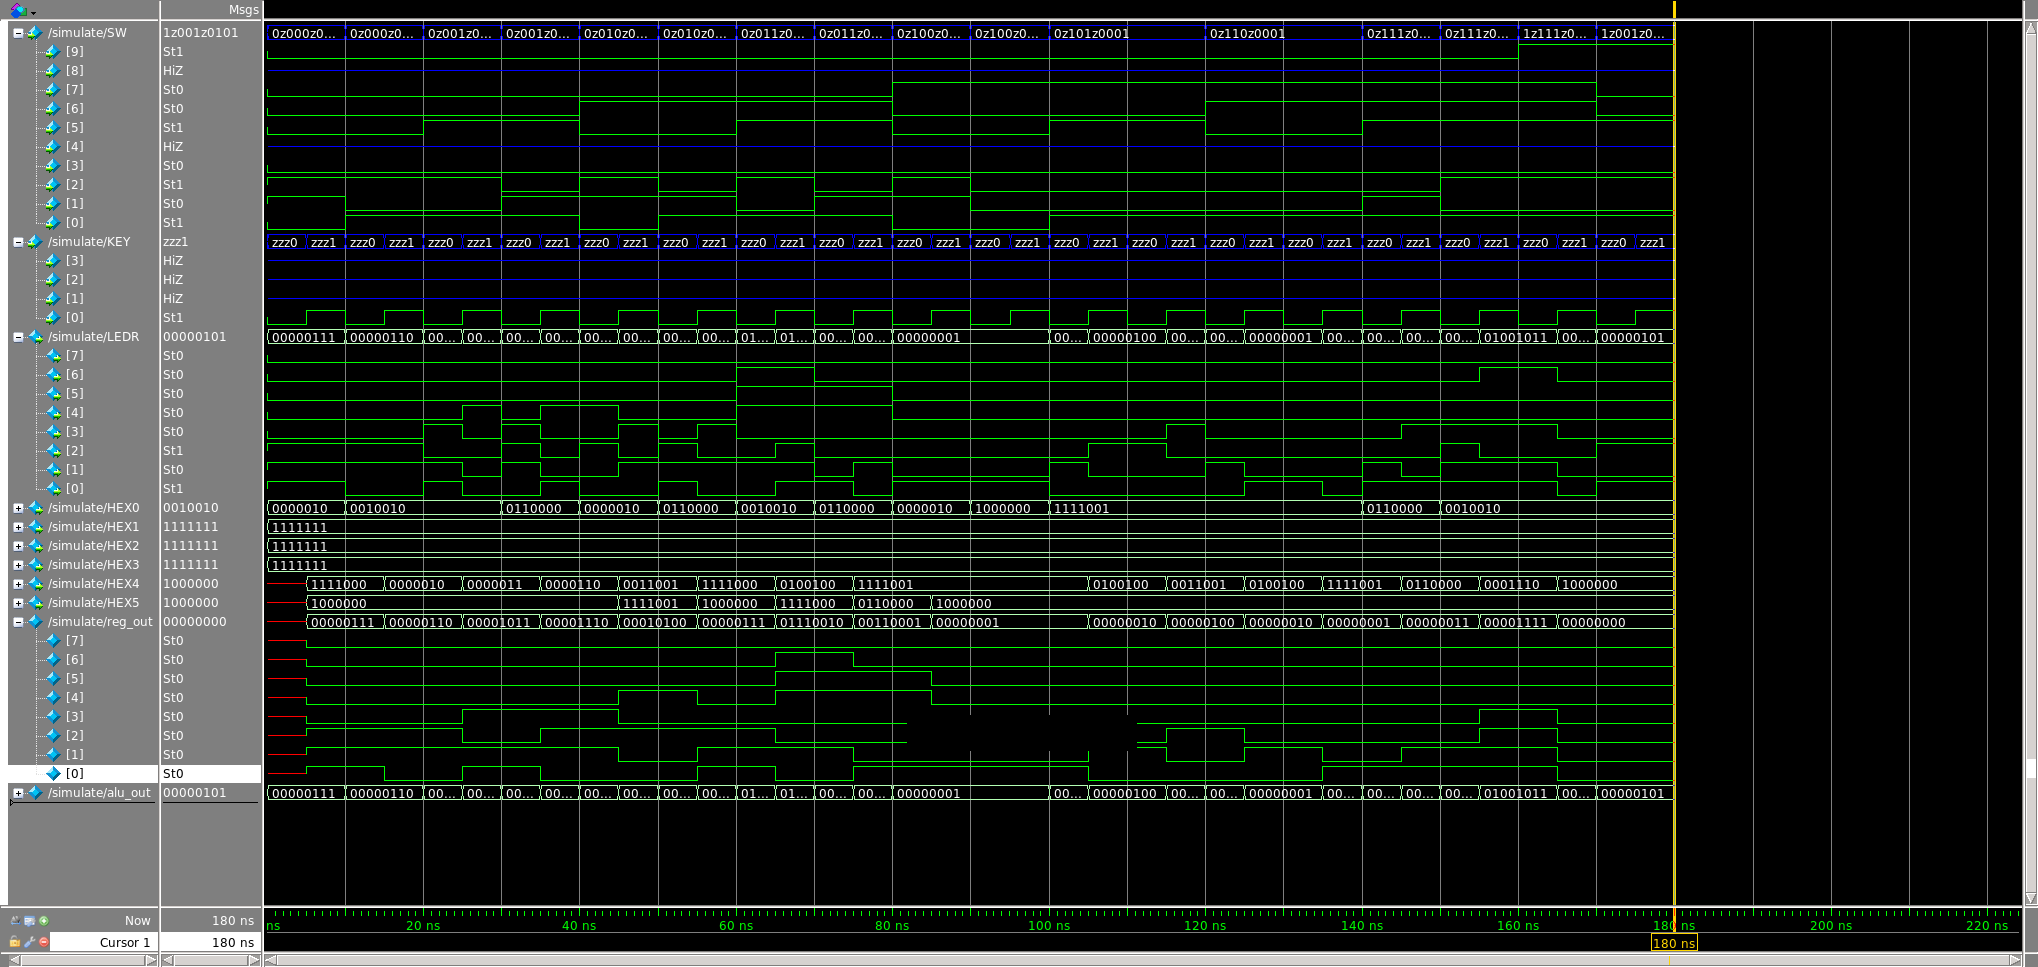 Msgs
/simulate/SW 1z001z0101 0z000z0... 0z000z0... 0z001z0... 0z001z0... 0z010z0... 0z010z0... 0z011z0... 0z011z0... 0z100z0... 0z100z0... 0z101z0001 0z110z0001 0z111z0... 0z111z0... 1z111z0... 1z001z0...
[9] St1
[8] HiZ
[7] St0
[6] St0
[5] St1
[4] HiZ
[3] St0
[2] St1
[1] St0
[0] St1
/simulate/KEY zzz1 zzz0 zzz1 zzz0 zzz1 zzz0 zzz1 zzz0 zzz1 zzz0 zzz1 zzz0 zzz1 zzz0 zzz1 zzz0 zzz1 zzz0 zzz1 zzz0 zzz1 zzz0 zzz1 zzz0 zzz1 zzz0 zzz1 zzz0 zzz1 zzz0 zzz1 zzz0 zzz1 zzz0 zzz1 zzz0 zzz1
[3] HiZ
[2] HiZ
[1] HiZ
[0] St1
/simulate/LEDR 00000101 00000111 00000110 00... 00... 00... 00... 00... 00... 00... 00... 01... 01... 00... 00... 00000001 00... 00000100 00... 00... 00000001 00... 00... 00... 00... 01001011 00... 00000101
[7] St0
[6] St0
[5] St0
[4] St0
[3] St0
[2] St1
[1] St0
[0] St1
/simulate/HEX0 0010010 0000010 0010010 0110000 0000010 0110000 0010010 0110000 0000010 1000000 1111001 0110000 0010010
/simulate/HEX1 1111111 1111111
/simulate/HEX2 1111111 1111111
/simulate/HEX3 1111111 1111111
/simulate/HEX4 1000000 1111000 0000010 0000011 0000110 0011001 1111000 0100100 1111001 0100100 0011001 0100100 1111001 0110000 0001110 1000000
/simulate/HEX5 1000000 1000000 1111001 1000000 1111000 0110000 1000000
/simulate/reg_out 00000000 00000111 00000110 00001011 00001110 00010100 00000111 01110010 00110001 00000001 00000010 00000100 00000010 00000001 00000011 00001111 00000000
[7] St0
[6] St0
[5] St0
[4] St0
[3] St0
[2] St0
[1] St0
[0] St0
/simulate/alu_out 00000101 00000111 00000110 00... 00... 00... 00... 00... 00... 00... 00... 01... 01... 00... 00... 00000001 00... 00000100 00... 00... 00000001 00... 00... 00... 00... 01001011 00... 00000101
Now 180 ns ns 20 ns 40 ns 60 ns 80 ns 100 ns 120 ns 140 ns 160 ns 180 ns 200 ns 220 ns
Cursor 1 180 ns 180 ns